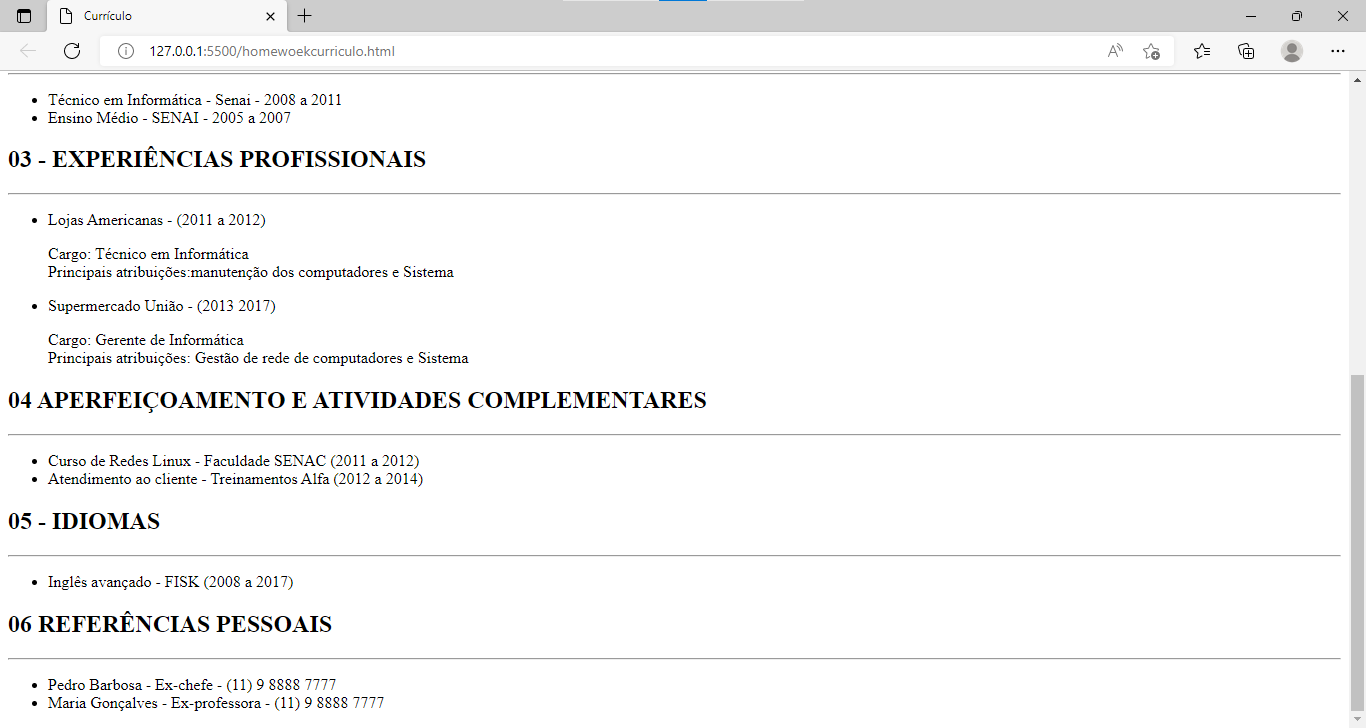 Currículo
127.0.0.1:5500/homewoekcurriculo.html
Técnico em Informática - Senai - 2008 a 2011
Ensino Médio - SENAI - 2005 a 2007
03 - EXPERIÊNCIAS PROFISSIONAIS
Lojas Americanas - (2011 a 2012)
Cargo: Técnico em Informática
Principais atribuições:manutenção dos computadores e Sistema
Supermercado União - (2013 2017)
Cargo: Gerente de Informática
Principais atribuições: Gestão de rede de computadores e Sistema
04 APERFEIÇOAMENTO E ATIVIDADES COMPLEMENTARES
Curso de Redes Linux - Faculdade SENAC (2011 a 2012)
Atendimento ao cliente - Treinamentos Alfa (2012 a 2014)
05 - IDIOMAS
Inglês avançado - FISK (2008 a 2017)
06 REFERÊNCIAS PESSOAIS
Pedro Barbosa - Ex-chefe - (11) 9 8888 7777
Maria Gonçalves - Ex-professora - (11) 9 8888 7777